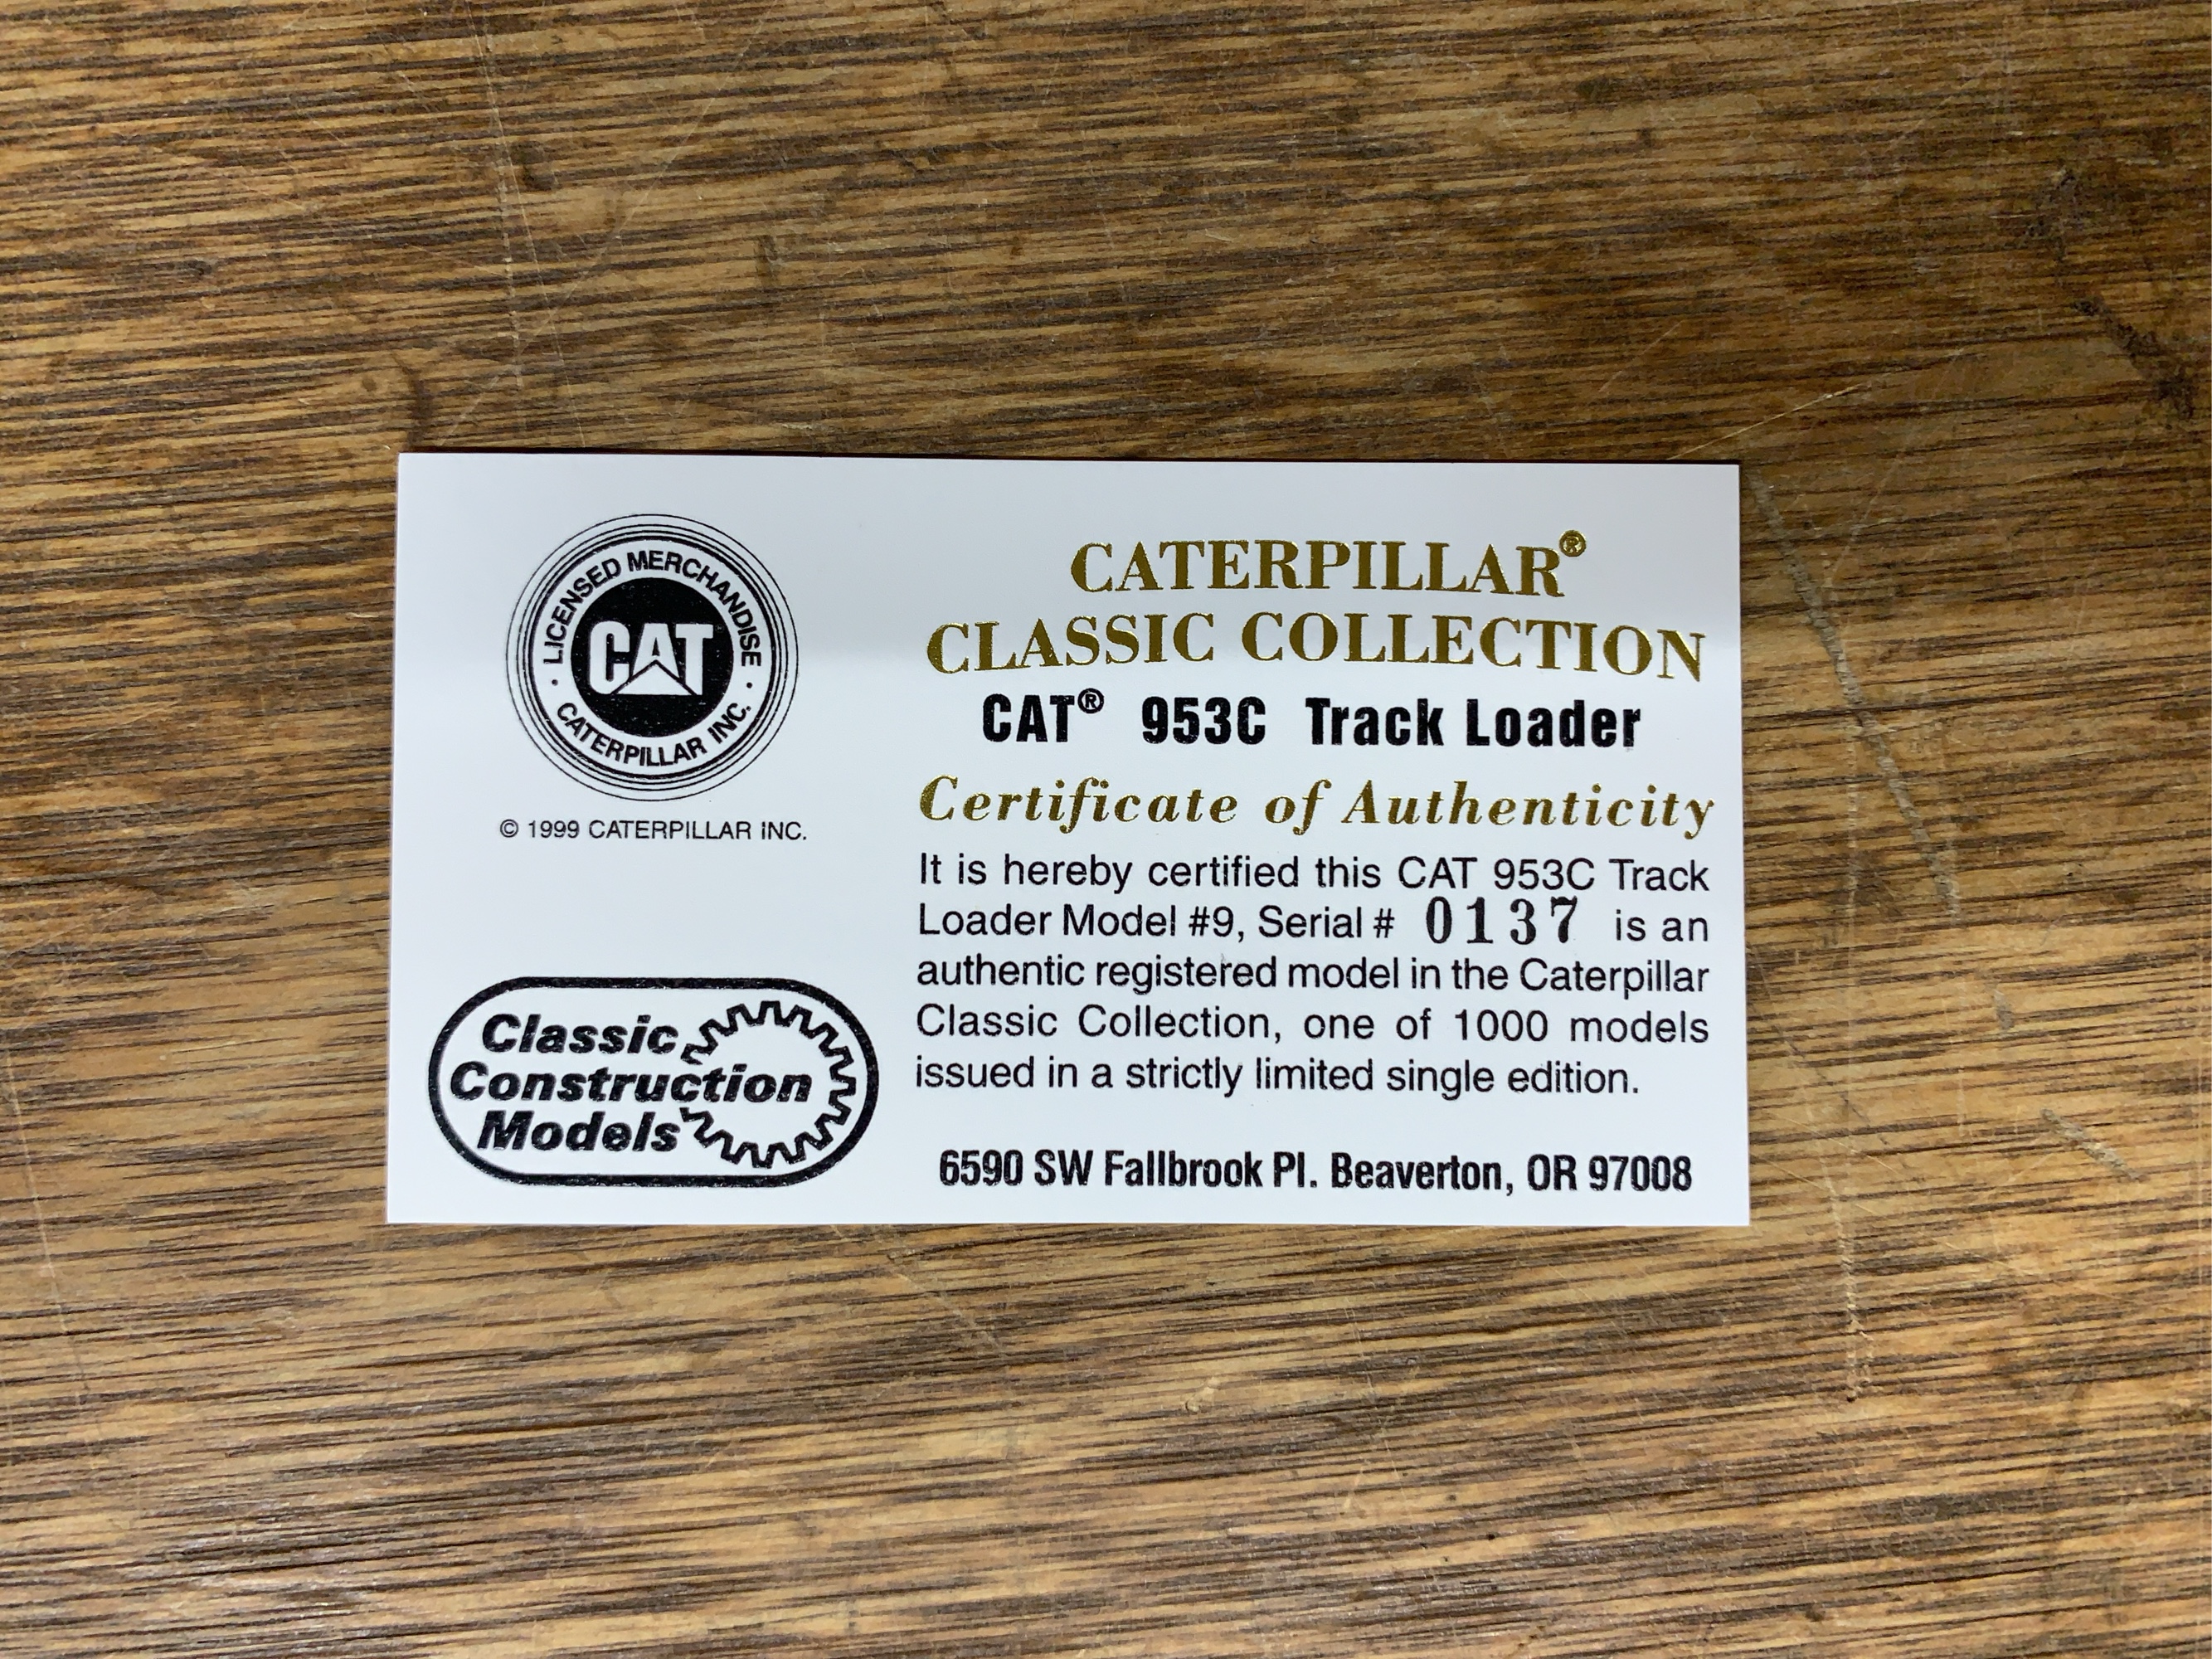 LICENSED MERCHANDISE
CAT
CATERPILLAR INC.
© 1999 CATERPILLAR INC.
Classic
Construction
Models
CATERPILLAR®
CLASSIC COLLECTION
CAT® 953C Track Loader
Certificate of Authenticity
It is hereby certified this CAT 953C Track
Loader Model #9, Serial # 0137 is an
authentic registered model in the Caterpillar
Classic Collection, one of 1000 models
issued in a strictly limited single edition.
6590 SW Fallbrook Pl. Beaverton, OR 97008